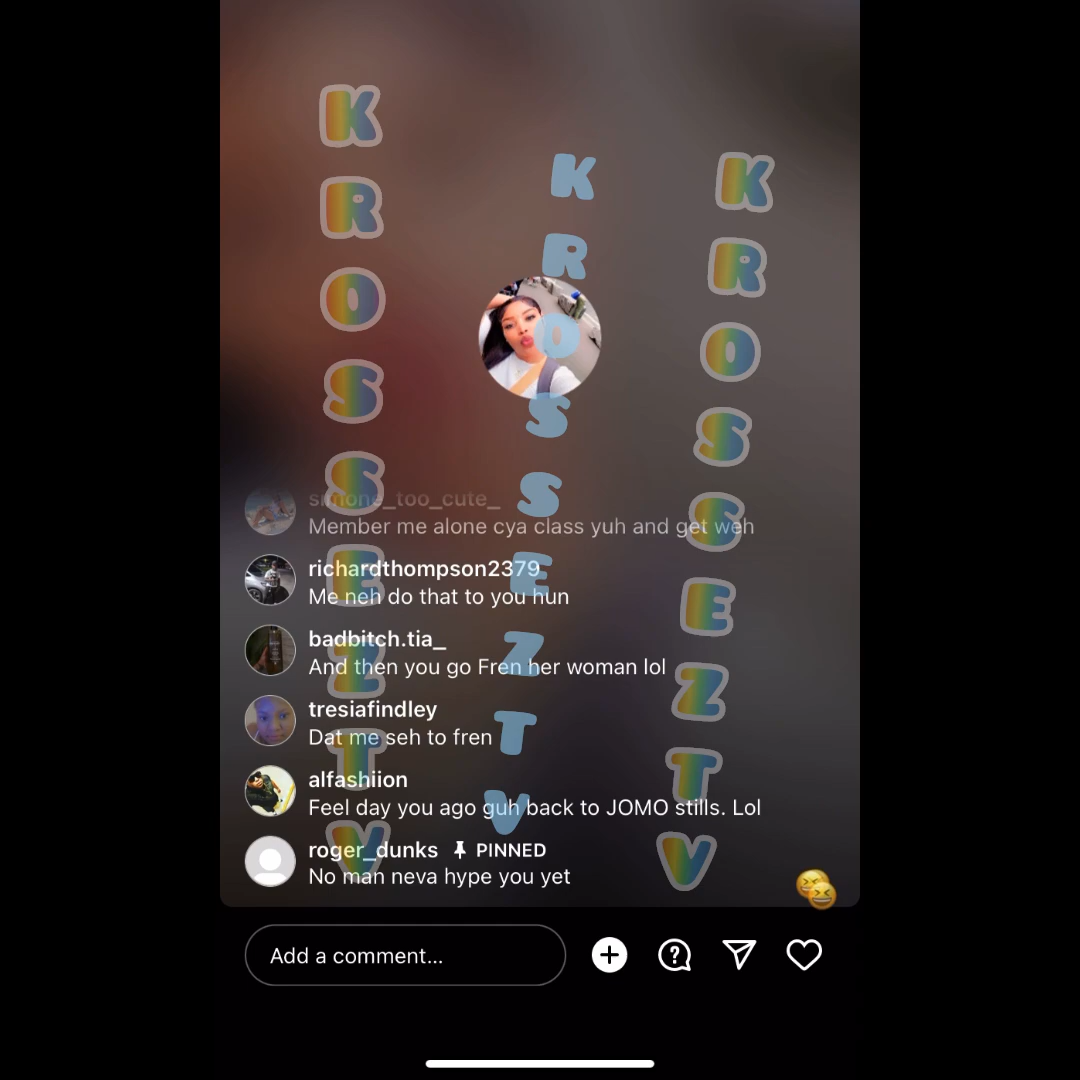 KROSSEZTV
KROSSEZTV
KROSSEZTV
simone_too_cute_
Member me alone cya class yuh and get weh
richardthompson2379
Me neh do that to you hun
badbitch.tia_
And then you go Fren her woman lol
tresiafindley
Dat me seh to fren
alfashiion
Feel day you ago guh back to JOMO stills. Lol
roger_dunks PINNED
No man neva hype you yet
Add a comment...